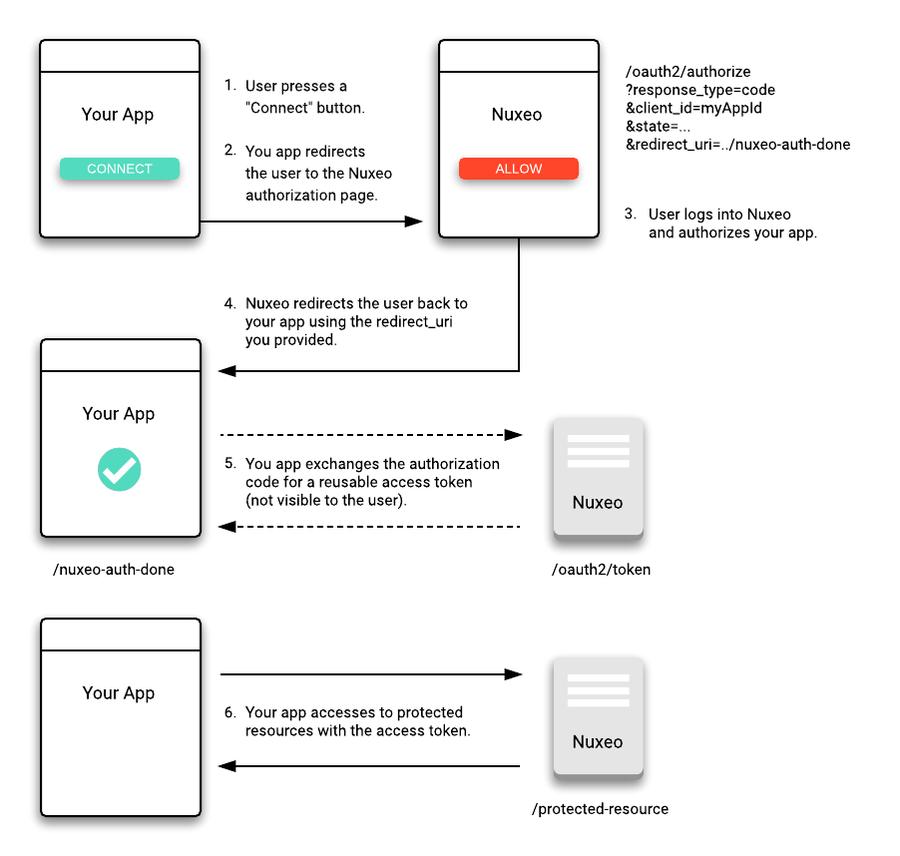 Your App
CONNECT
1. User presses a
"Connect" button.
2. You app redirects
the user to the Nuxeo
authorization page.
Nuxeo
ALLOW
/oauth2/authorize
?response_type=code
&client_id=myAppId
&state=...
&redirect_uri=../nuxeo-auth-done
3. User logs into Nuxeo
and authorizes your app.
4. Nuxeo redirects the user back to
your app using the redirect_uri
you provided.
Your App
/nuxeo-auth-done
5. You app exchanges the authorization
code for a reusable access token
(not visible to the user).
Nuxeo
/oauth2/token
Your App
6. Your app accesses to protected
resources with the access token.
Nuxeo
/protected-resource